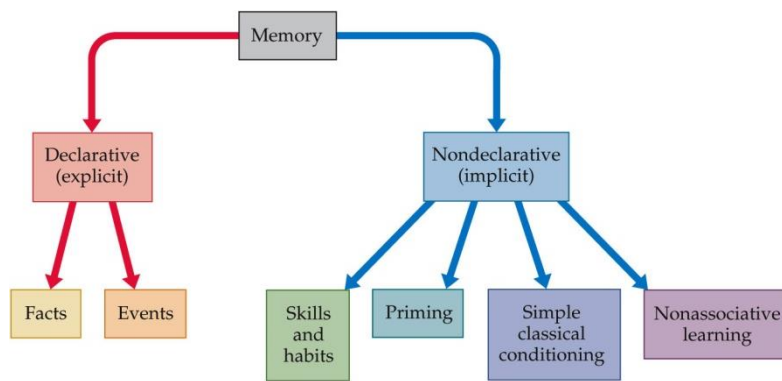 Memory
Declarative
(explicit)
Nondeclarative
(implicit)
Facts
Events
Skills
and
habits
Priming
Simple
classical
conditioning
Nonassociative
learning